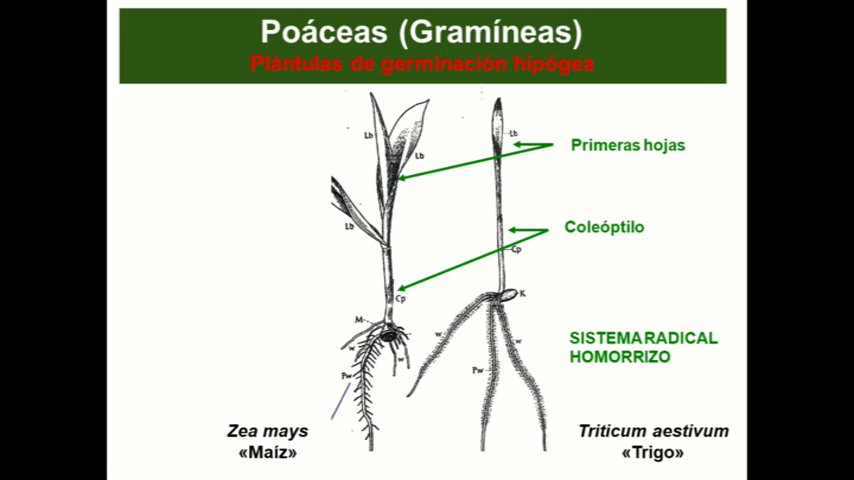 Poáceas (Gramíneas)
Plántulas de germinación hipógea
Lb
Lb
Lb
Primeras hojas
Lb
Coleóptilo
Cp
Cp
K
M
w
w
w
w
Pw
Pw
SISTEMA RADICAL
HOMORRIZO
Zea mays
«Maíz»
Triticum aestivum
«Trigo»